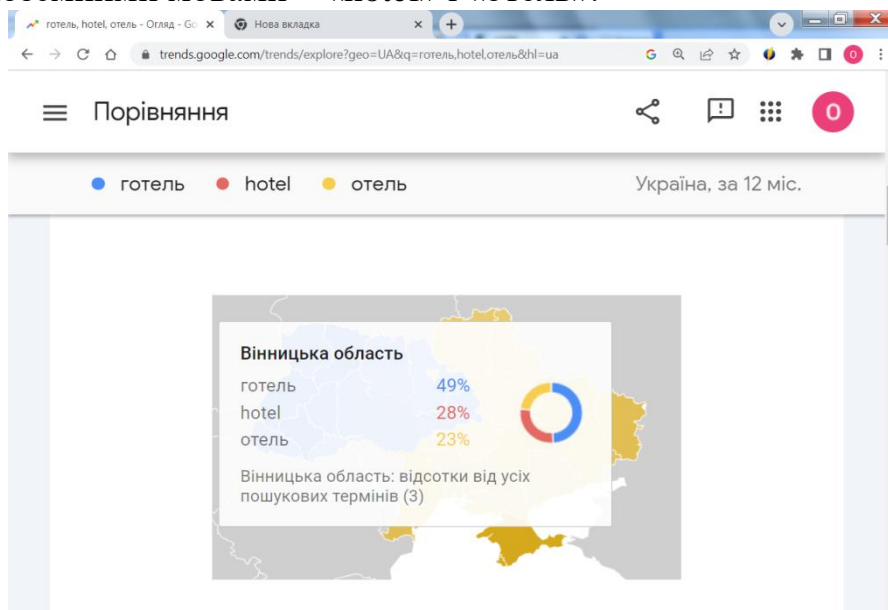 готель, hotel, отель - Огляд - Go
Нова вкладка
trends.google.com/trends/explore?geo=UA&q=готель,hotel,отель&hl=ua
Порівняння
O
готель hotel отель Україна, за 12 міс.
Вінницька область
готель 49%
hotel 28%
отель 23%
Вінницька область: відсотки від усіх
пошукових термінів (3)